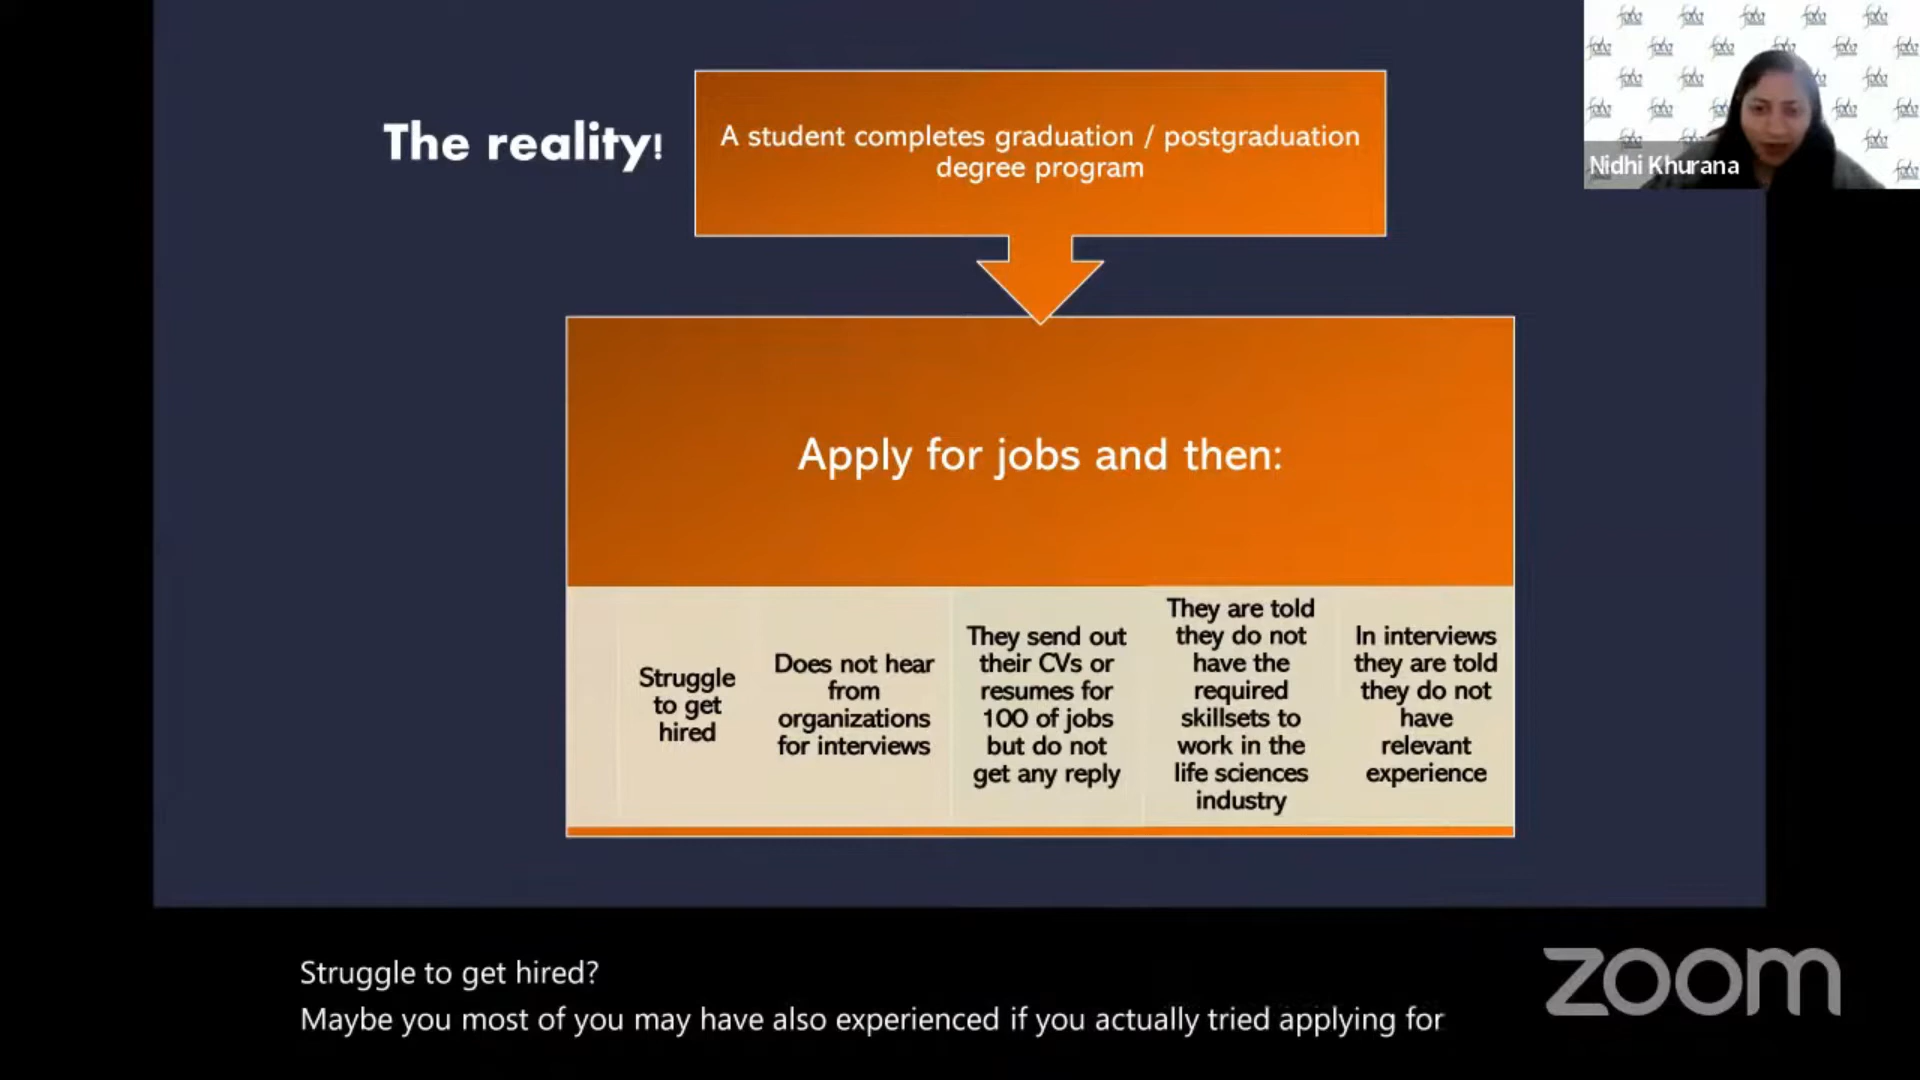 The reality!
A student completes graduation / postgraduation
degree program
Nidhi Khurana
Apply for jobs and then:
Struggle
to get
hired
Does not hear
from
organizations
for interviews
They send out
their CVs or
resumes for
100 of jobs
but do not
get any reply
They are told
they do not
have the
required
skillsets to
work in the
life sciences
industry
In interviews
they are told
they do not
have
relevant
experience
Struggle to get hired?
Maybe you most of you may have also experienced if you actually tried applying for
zoom